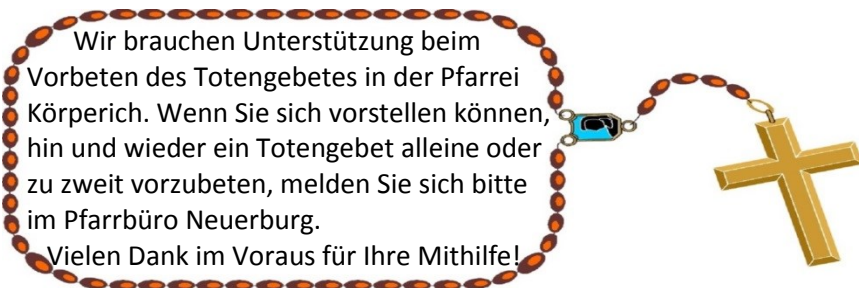 Wir brauchen Unterstützung beim
Vorbeten des Totengebetes in der Pfarrei
Körperich. Wenn Sie sich vorstellen können,
hin und wieder ein Totengebet alleine oder
zu zweit vorzubeten, melden Sie sich bitte
im Pfarrbüro Neuerburg.
Vielen Dank im Voraus für Ihre Mithilfe!